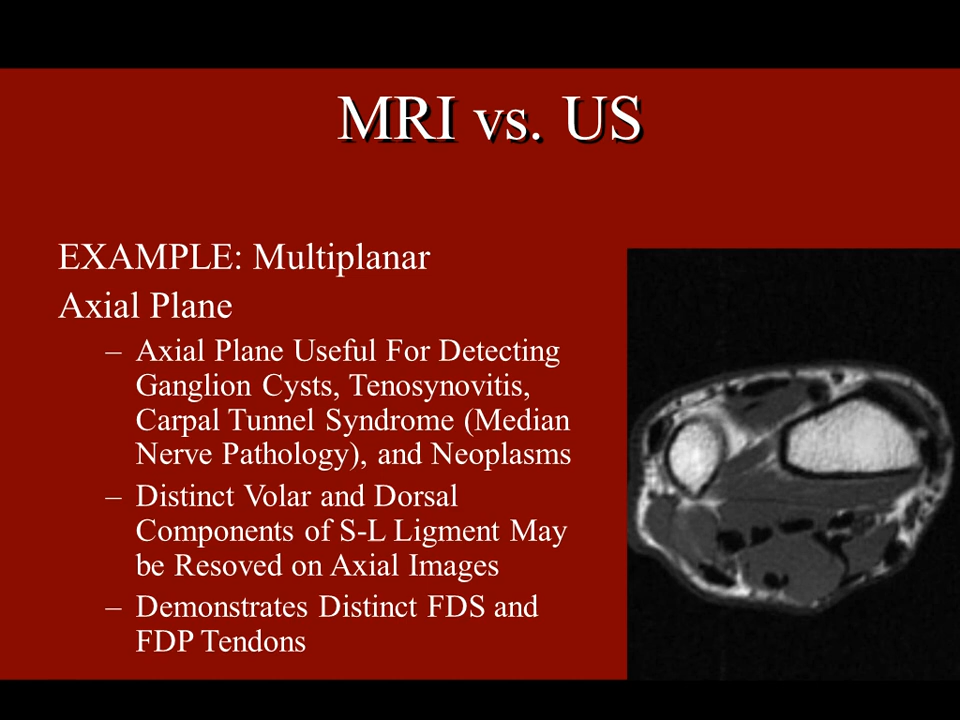 MRI vs. US
EXAMPLE: Multiplanar
Axial Plane
– Axial Plane Useful For Detecting
Ganglion Cysts, Tenosynovitis,
Carpal Tunnel Syndrome (Median
Nerve Pathology), and Neoplasms
– Distinct Volar and Dorsal
Components of S-L Ligment May
be Resoved on Axial Images
– Demonstrates Distinct FDS and
FDP Tendons